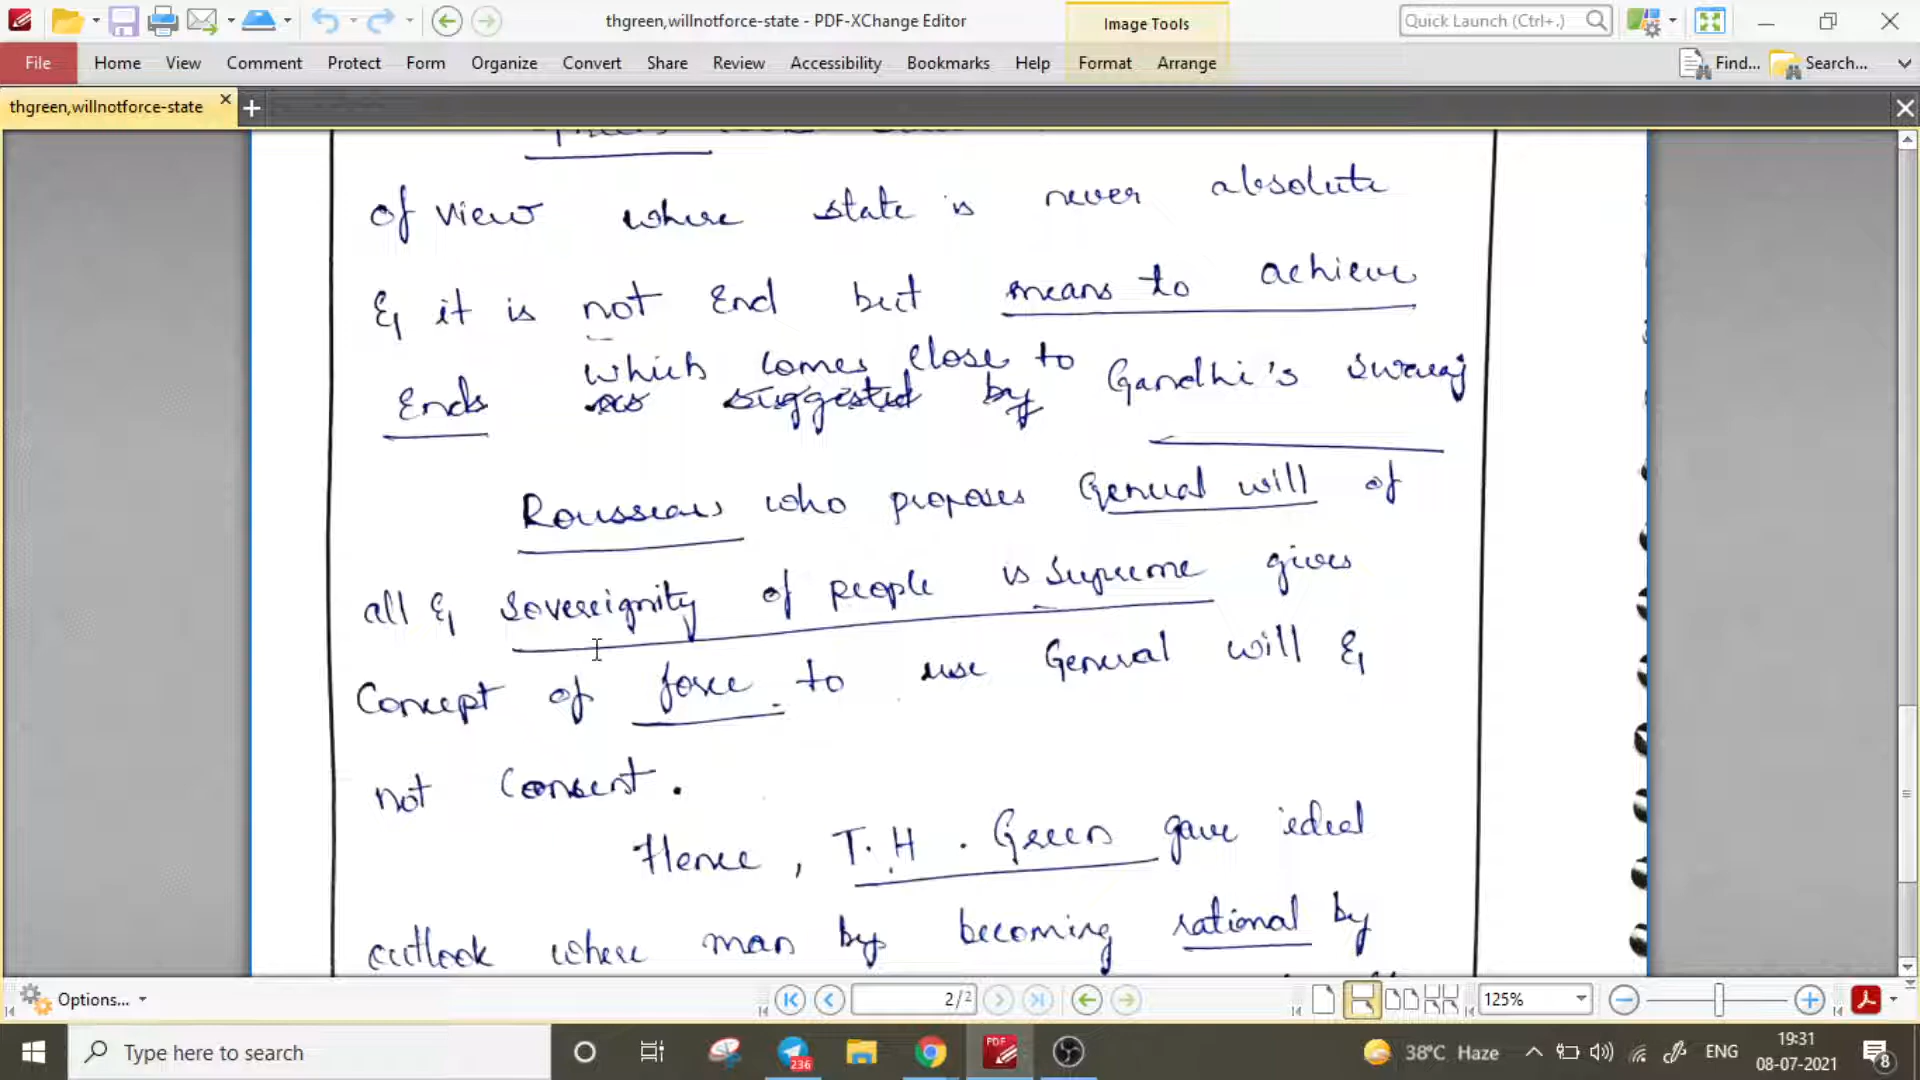 thgreen,willnotforce-state - PDF-XChange Editor
Image Tools
Quick Launch (Ctrl+.)
File Home View Comment Protect Form Organize Convert Share Review Accessibility Bookmarks Help Format Arrange
Find... Search...
thgreen,willnotforce-state
of view where state is never absolute
& it is not End but means to achieve
which comes close to
Ends as suggested by Gandhi's swaraj
Rousseau who proposes General will of
all & Sovereignity of people is Supreme gives
Concept of force to use General will &
not Consent.
Hence, T.H. Green gave ideal
outlook where man by becoming rational by
Options...
2/2
125%
Type here to search
236
PDF
38°C Haze
ENG
19:31
08-07-2021
8